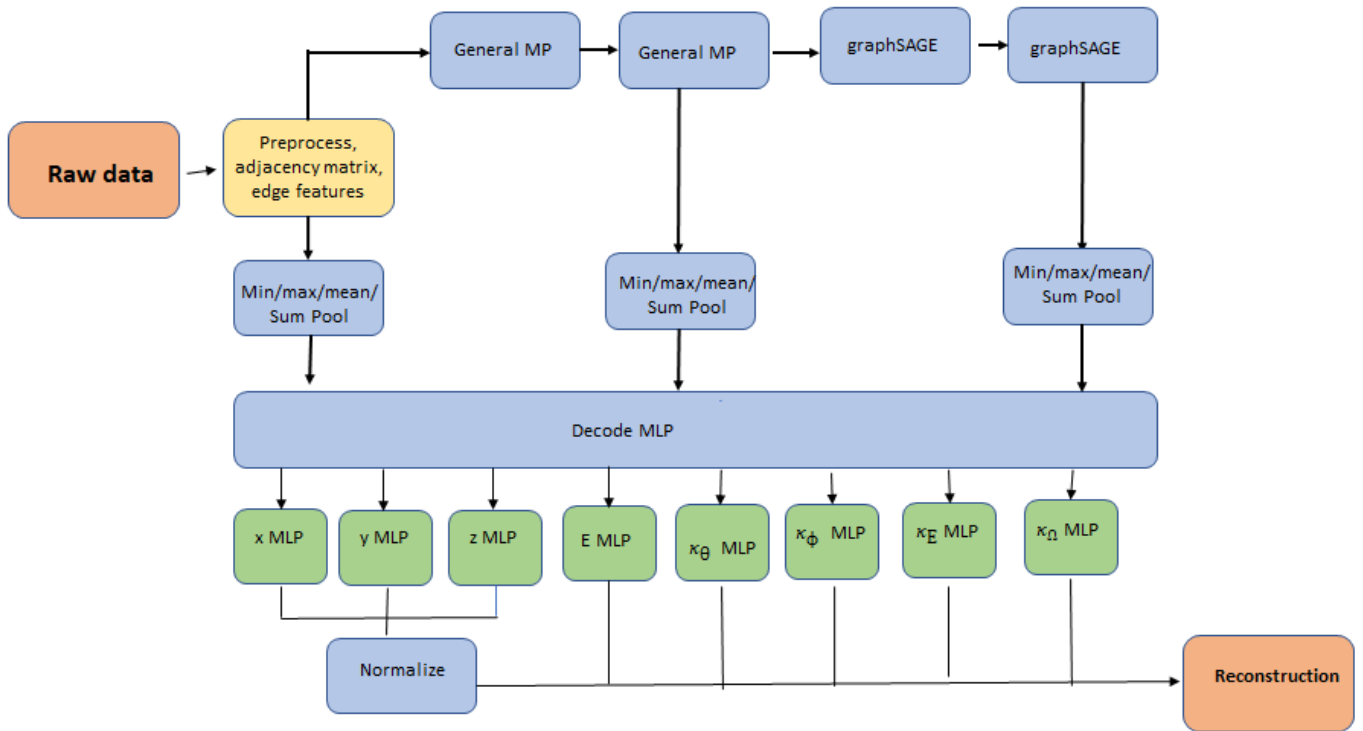 General MP
General MP
graphSAGE
graphSAGE
Raw data
Preprocess,
adjacency matrix,
edge features
Min/max/mean/
Sum Pool
Min/max/mean/
Sum Pool
Min/max/mean/
Sum Pool
Decode MLP
x MLP
y MLP
z MLP
E MLP
κθ MLP
κϕ MLP
κE MLP
κΩ MLP
Normalize
Reconstruction